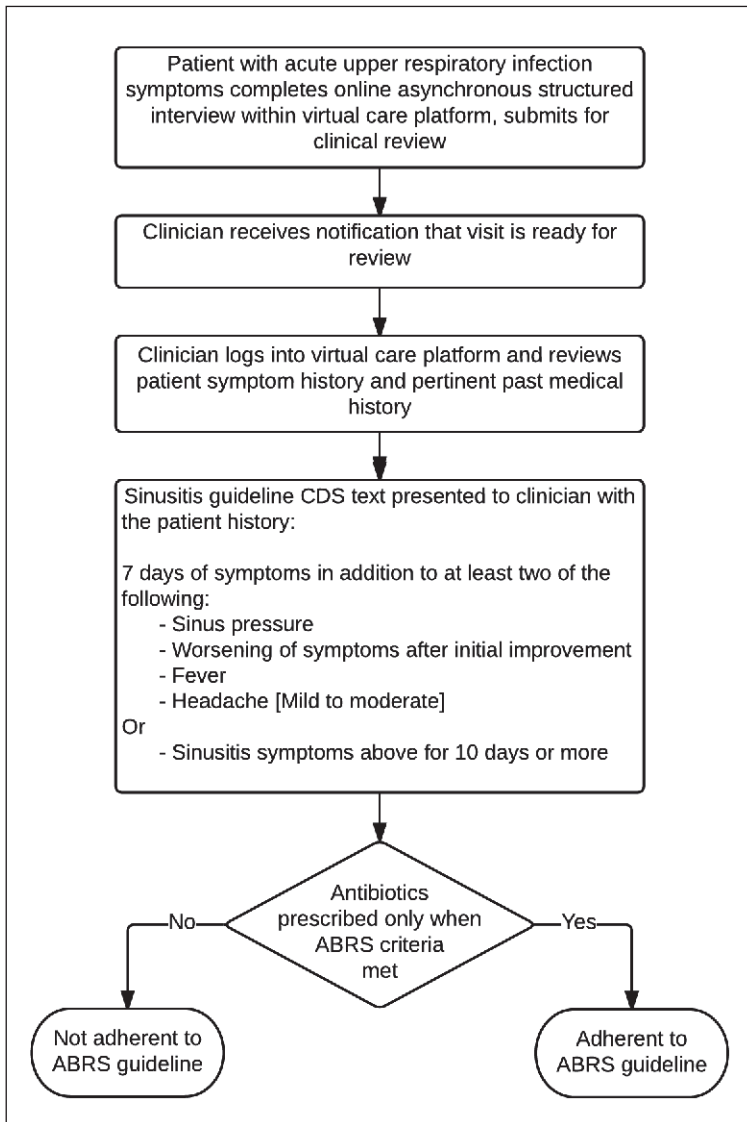 Patient with acute upper respiratory infection
symptoms completes online asynchronous structured
interview within virtual care platform, submits for
clinical review
Clinician receives notification that visit is ready for
review
Clinician logs into virtual care platform and reviews
patient symptom history and pertinent past medical
history
Sinusitis guideline CDS text presented to clinician with
the patient history:
7 days of symptoms in addition to at least two of the
following:
- Sinus pressure
- Worsening of symptoms after initial improvement
- Fever
- Headache [Mild to moderate]
Or
- Sinusitis symptoms above for 10 days or more
Antibiotics
prescribed only when
ABRS criteria
met
No
Yes
Not adherent to
ABRS guideline
Adherent to
ABRS guideline